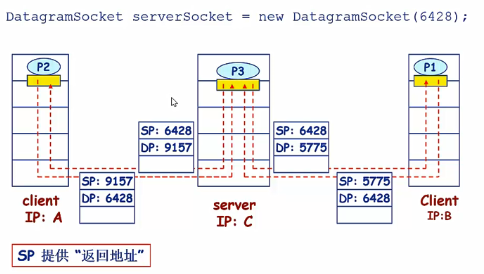 DatagramSocket serverSocket = new DatagramSocket(6428);
P2
P3
P1
SP: 6428
DP: 9157
SP: 6428
DP: 5775
SP: 9157
DP: 6428
SP: 5775
DP: 6428
client
IP: A
server
IP: C
Client
IP:B
SP 提供 “返回地址”